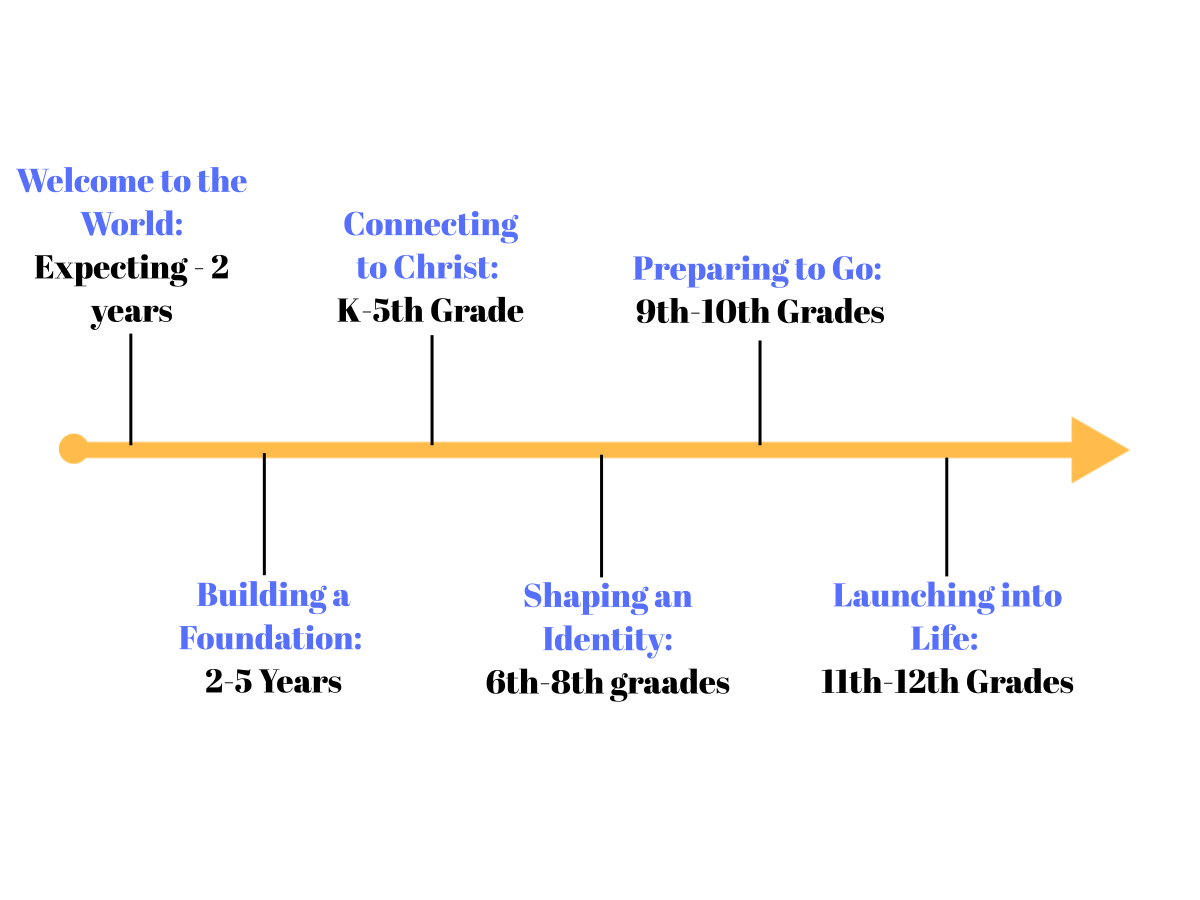 Welcome to the
World:
Expecting - 2
years
Connecting
to Christ:
K-5th Grade
Preparing to Go:
9th-10th Grades
Building a
Foundation:
2-5 Years
Shaping an
Identity:
6th-8th graades
Launching into
Life:
11th-12th Grades